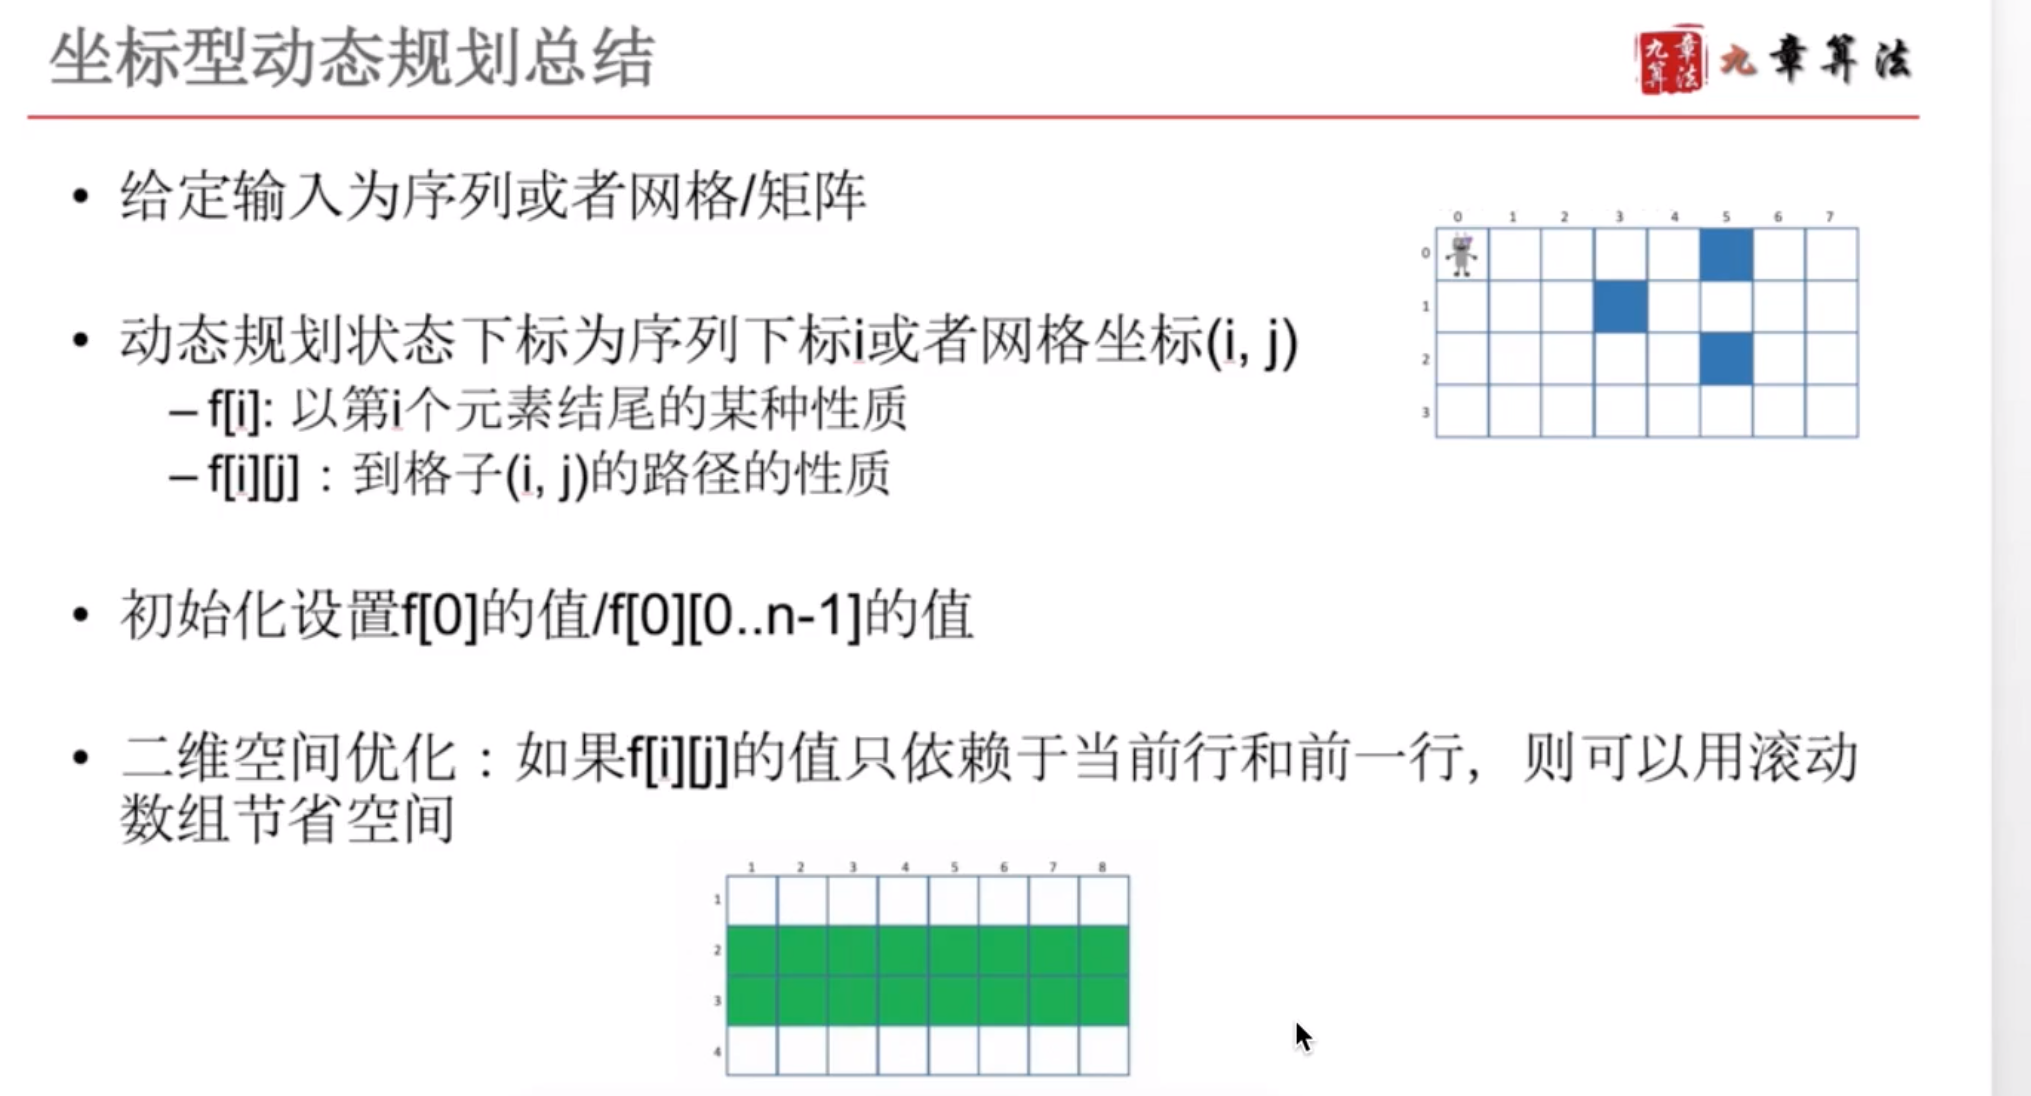 坐标型动态规划总结
九章算法
九章算法
• 给定输入为序列或者网格/矩阵
0 1 2 3 4 5 6 7
0
1
2
3
• 动态规划状态下标为序列下标i或者网格坐标(i, j)
– f[i]: 以第i个元素结尾的某种性质
– f[i][j]：到格子(i, j)的路径的性质
• 初始化设置f[0]的值/f[0][0..n-1]的值
• 二维空间优化：如果f[i][j]的值只依赖于当前行和前一行，则可以用滚动
数组节省空间
1 2 3 4 5 6 7 8
1
2
3
4